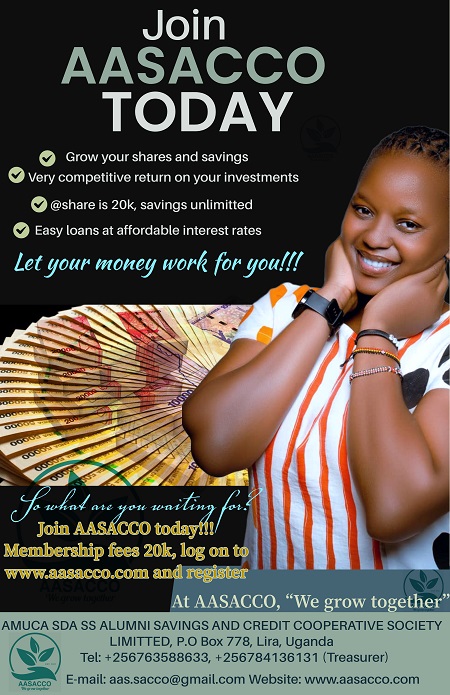 Join
AASACCO
TODAY
Grow your shares and savings
Very competitive return on your investments
@share is 20k, savings unlimitted
Easy loans at affordable interest rates
Let your money work for you!!!
So what are you waiting for?
Join AASACCO today!!!
Membership fees 20k, log on to
www.aasacco.com and register
At AASACCO, “We grow together”
AMUCA SDA SS ALUMNI SAVINGS AND CREDIT COOPERATIVE SOCIETY
LIMITTED, P.O Box 778, Lira, Uganda
Tel: +256763588633, +256784136131 (Treasurer)
E-mail: aas.sacco@gmail.com Website: www.aasacco.com
AASACCO
We grow together